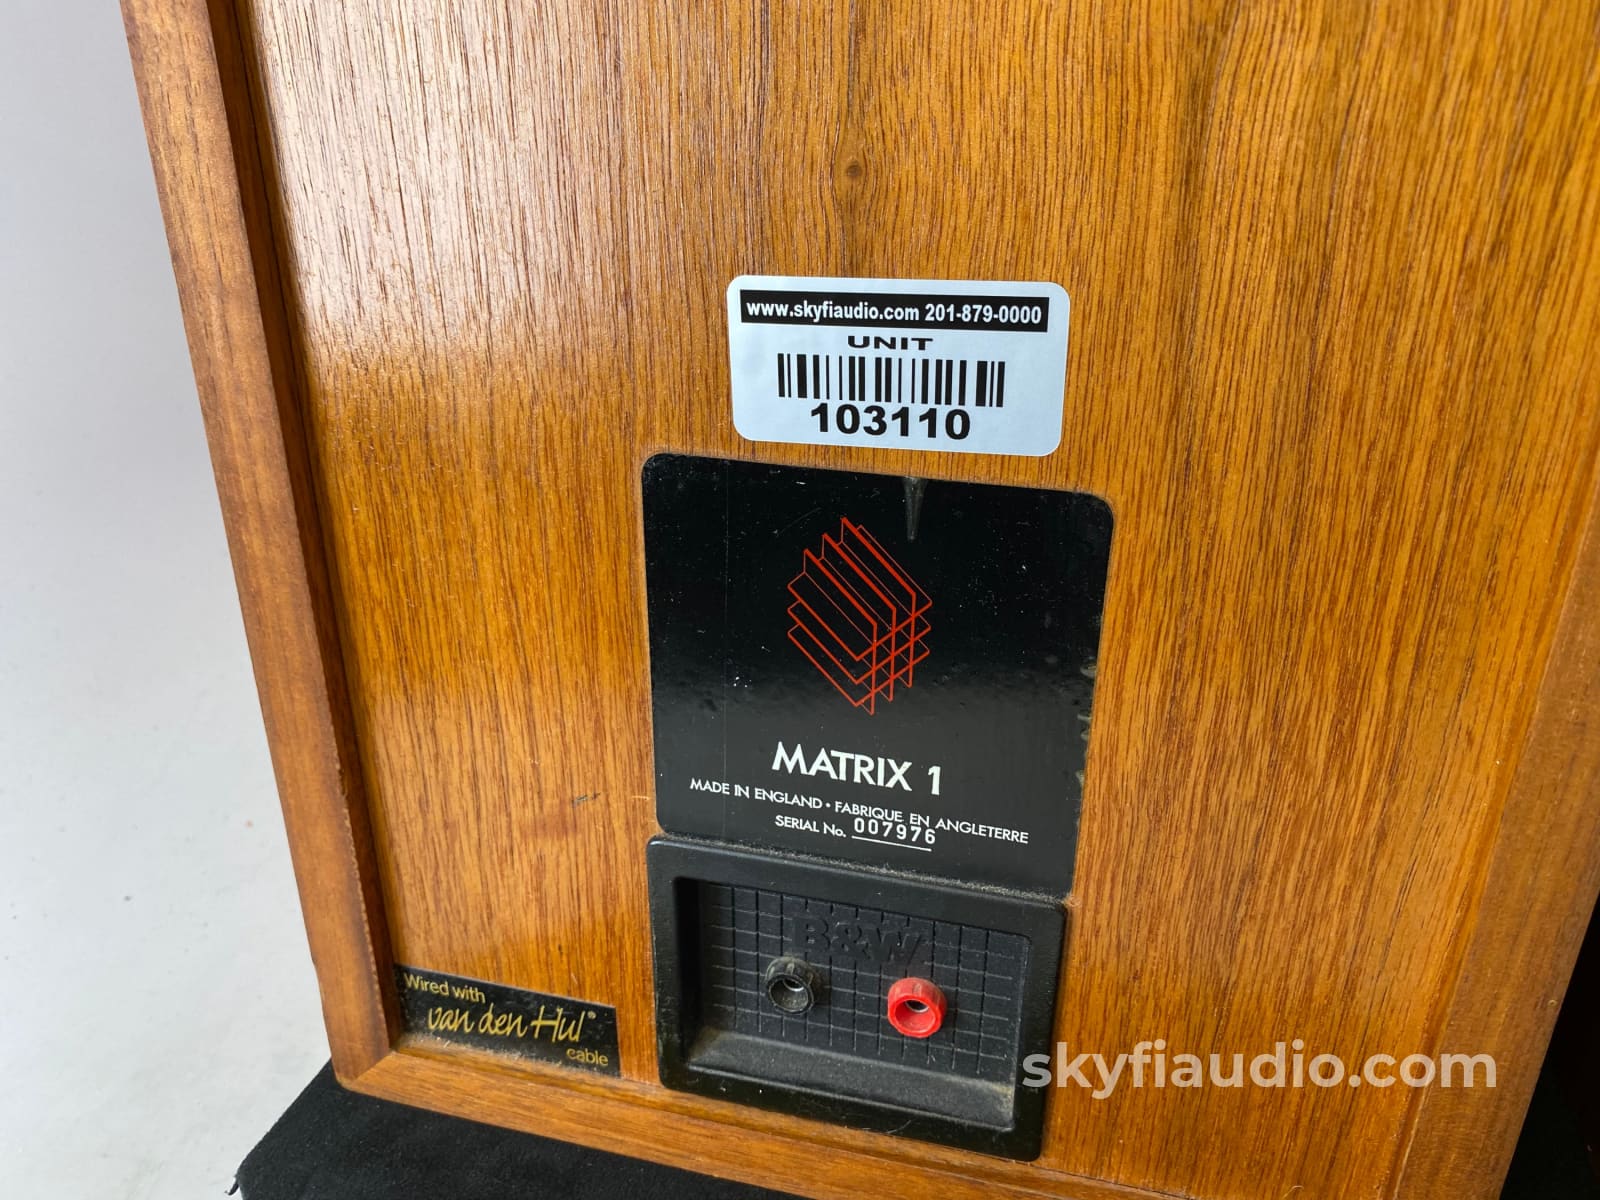 www.skyfiaudio.com 201-879-0000
UNIT
103110
MATRIX 1
MADE IN ENGLAND • FABRIQUE EN ANGLETERRE
SERIAL No. 007976
B&W
Wired with
van den Hul®
cable
skyfiaudio.com